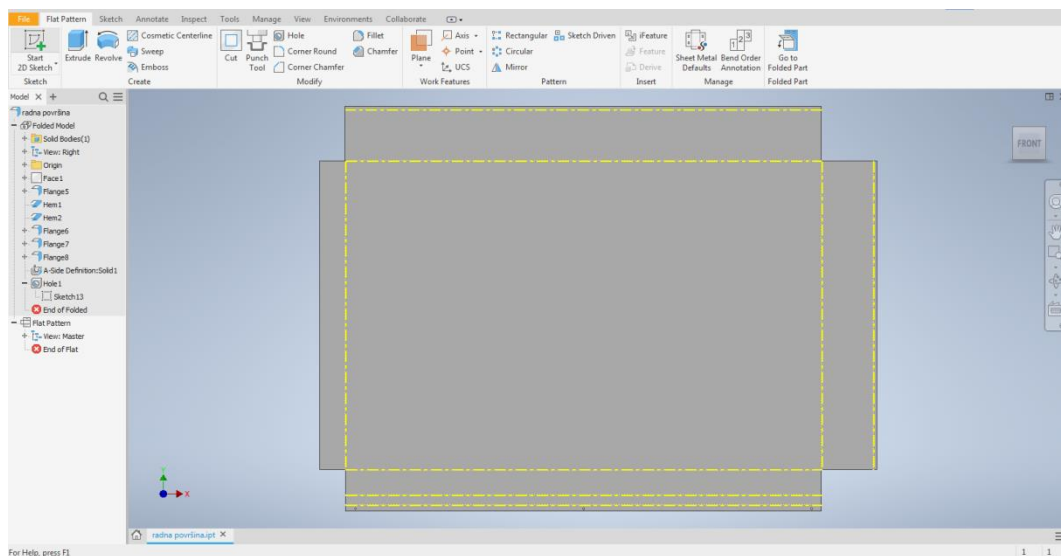 File Flat Pattern Sketch Annotate Inspect Tools Manage View Environments Collaborate
Start 2D Sketch
Extrude
Revolve
Cosmetic Centerline
Sweep
Emboss
Cut
Punch Tool
Hole
Corner Round
Corner Chamfer
Fillet
Chamfer
Plane
Axis
Point
UCS
Rectangular
Circular
Mirror
Sketch Driven
iFeature
Feature
Derive
Sheet Metal Defaults
Bend Order Annotation
Go to Folded Part
Sketch Create Modify Work Features Pattern Insert Manage Folded Part
Model
radna površina
Folded Model
Solid Bodies(1)
View: Right
Origin
Face1
Flange5
Hem1
Hem2
Flange6
Flange7
Flange8
A-Side Definition:Solid1
Hole1
Sketch13
End of Folded
Flat Pattern
View: Master
End of Flat
FRONT
Y
X
radna površina.ipt
For Help, press F1
1 1